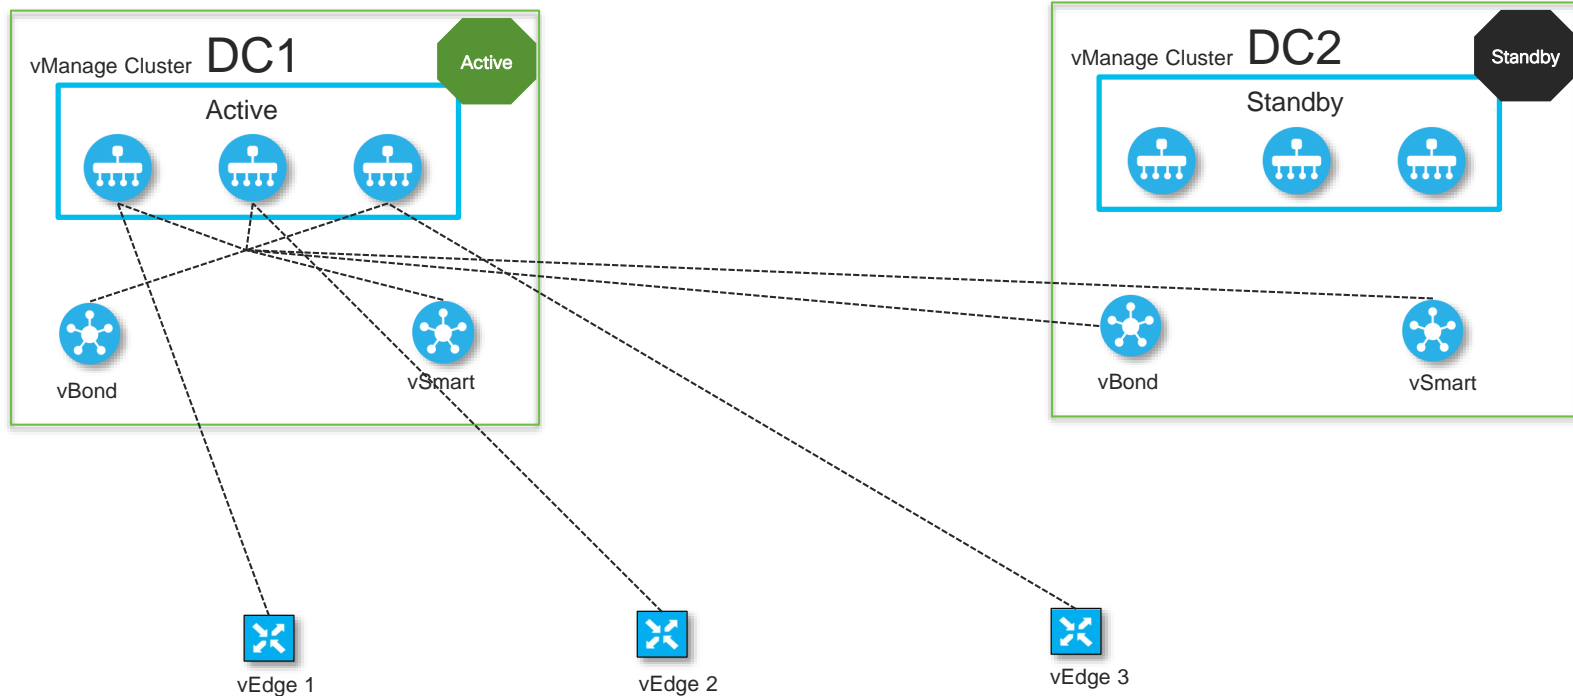 vManage Cluster DC1
Active
Active
vBond
vSmart
vManage Cluster DC2
Standby
Standby
vBond
vSmart
vEdge 1
vEdge 2
vEdge 3